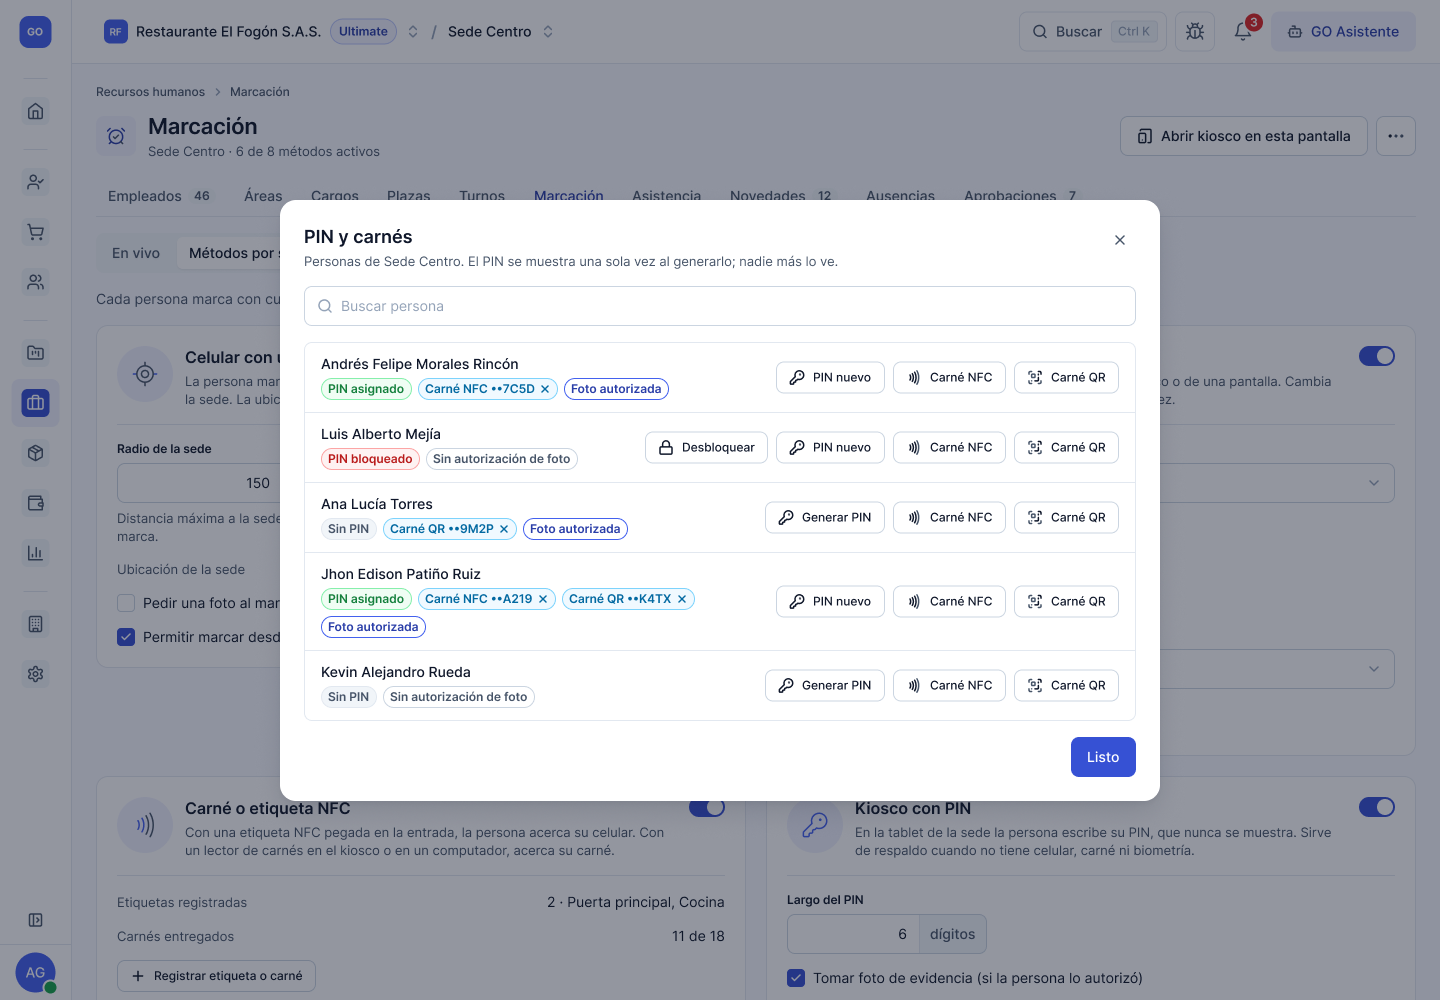 GO
RF Restaurante El Fogón S.A.S. Ultimate / Sede Centro
Buscar Ctrl K
3
GO Asistente
Recursos humanos > Marcación
Marcación
Sede Centro · 6 de 8 métodos activos
Abrir kiosco en esta pantalla
Empleados 46 Áreas Cargos Plazas Turnos Marcación Asistencia Novedades 12 Ausencias Aprobaciones 7
En vivo Métodos por s
Cada persona marca con cu
PIN y carnés
Personas de Sede Centro. El PIN se muestra una sola vez al generarlo; nadie más lo ve.
Buscar persona
Andrés Felipe Morales Rincón
PIN asignado Carné NFC ••7C5D Foto autorizada
PIN nuevo Carné NFC Carné QR
Luis Alberto Mejía
PIN bloqueado Sin autorización de foto
Desbloquear PIN nuevo Carné NFC Carné QR
Ana Lucía Torres
Sin PIN Carné QR ••9M2P Foto autorizada
Generar PIN Carné NFC Carné QR
Jhon Edison Patiño Ruiz
PIN asignado Carné NFC ••A219 Carné QR ••K4TX
Foto autorizada
PIN nuevo Carné NFC Carné QR
Kevin Alejandro Rueda
Sin PIN Sin autorización de foto
Generar PIN Carné NFC Carné QR
Listo
Celular con
La persona mar
la sede. La ubic
Radio de la sede
150
Distancia máxima a la sede
marca.
Ubicación de la sede
Pedir una foto al mar
Permitir marcar desd
o o de una pantalla. Cambia
ez.
Carné o etiqueta NFC
Con una etiqueta NFC pegada en la entrada, la persona acerca su celular. Con
un lector de carnés en el kiosco o en un computador, acerca su carné.
Etiquetas registradas 2 · Puerta principal, Cocina
Carnés entregados 11 de 18
Registrar etiqueta o carné
Kiosco con PIN
En la tablet de la sede la persona escribe su PIN, que nunca se muestra. Sirve
de respaldo cuando no tiene celular, carné ni biometría.
Largo del PIN
6 dígitos
Tomar foto de evidencia (si la persona lo autorizó)
AG